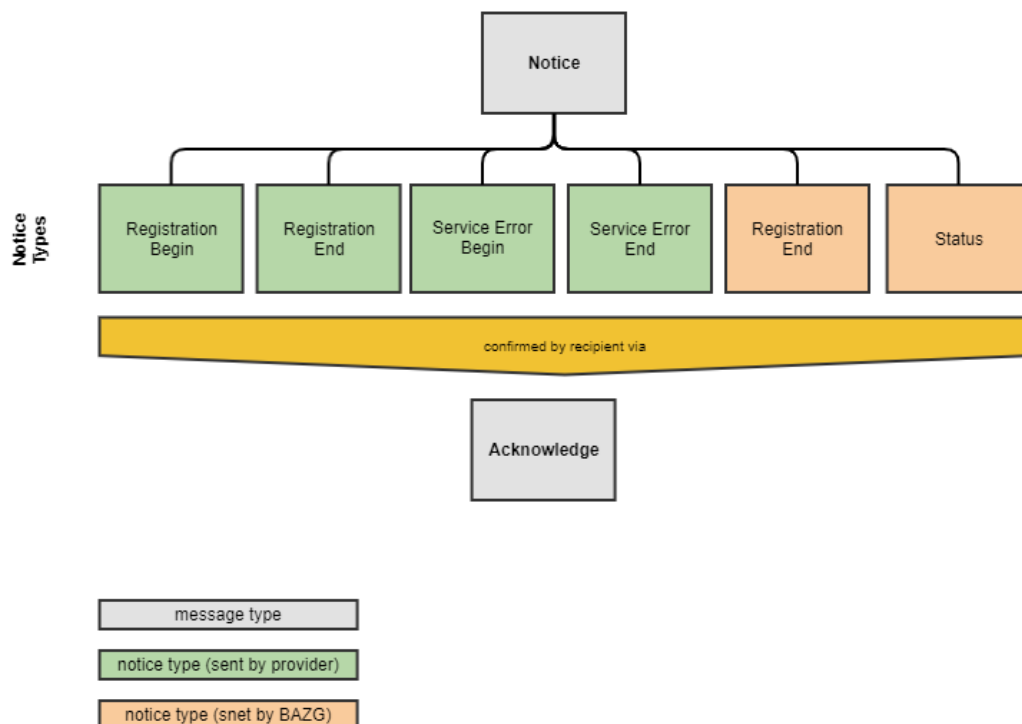 Notice
Notice
Types
Registration
Begin
Registration
End
Service Error
Begin
Service Error
End
Registration
End
Status
confirmed by recipient via
Acknowledge
message type
notice type (sent by provider)
notice type (snet by BAZG)